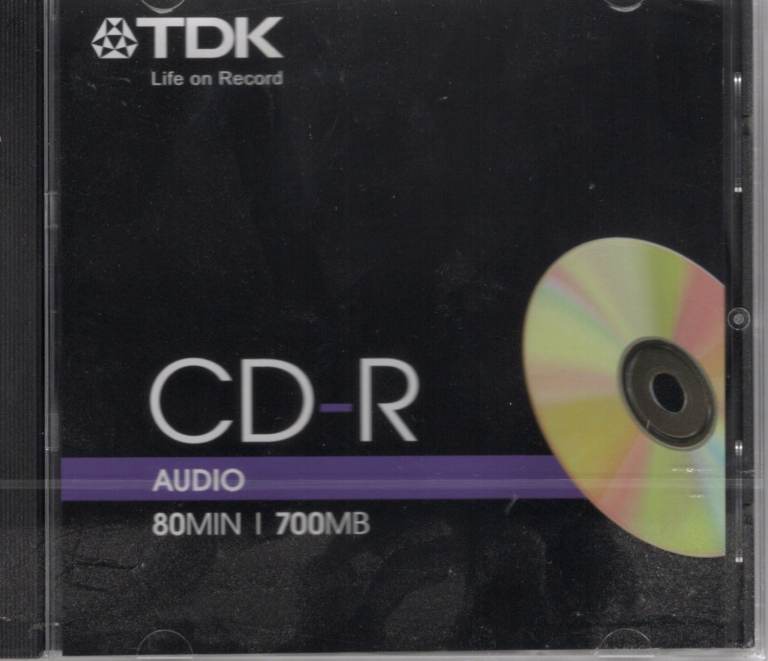 TDK
Life on Record
CD-R
AUDIO
80MIN | 700MB